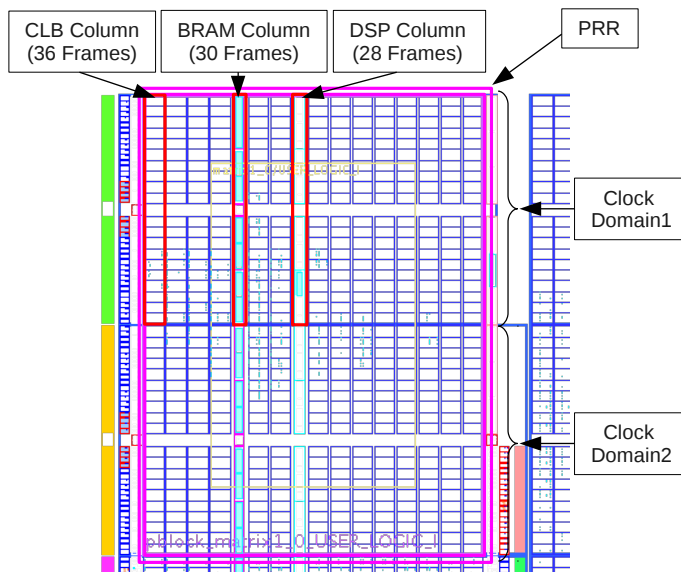 CLB Column
(36 Frames)
BRAM Column
(30 Frames)
DSP Column
(28 Frames)
PRR
Clock
Domain1
Clock
Domain2
pblock_matrix1_0_USER_LOGIC_I